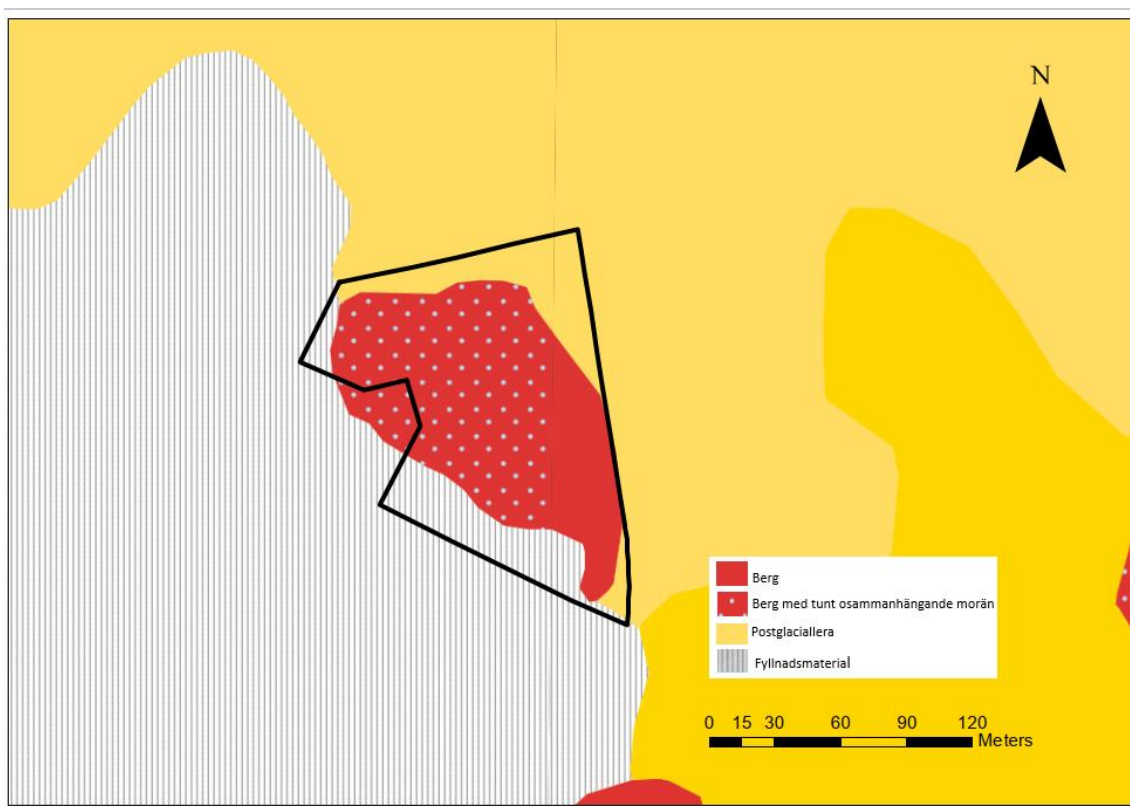 N
Berg
Berg med tunt osammanhängande morän
Postglaciallera
Fyllnadsmaterial
0 15 30 60 90 120
Meters